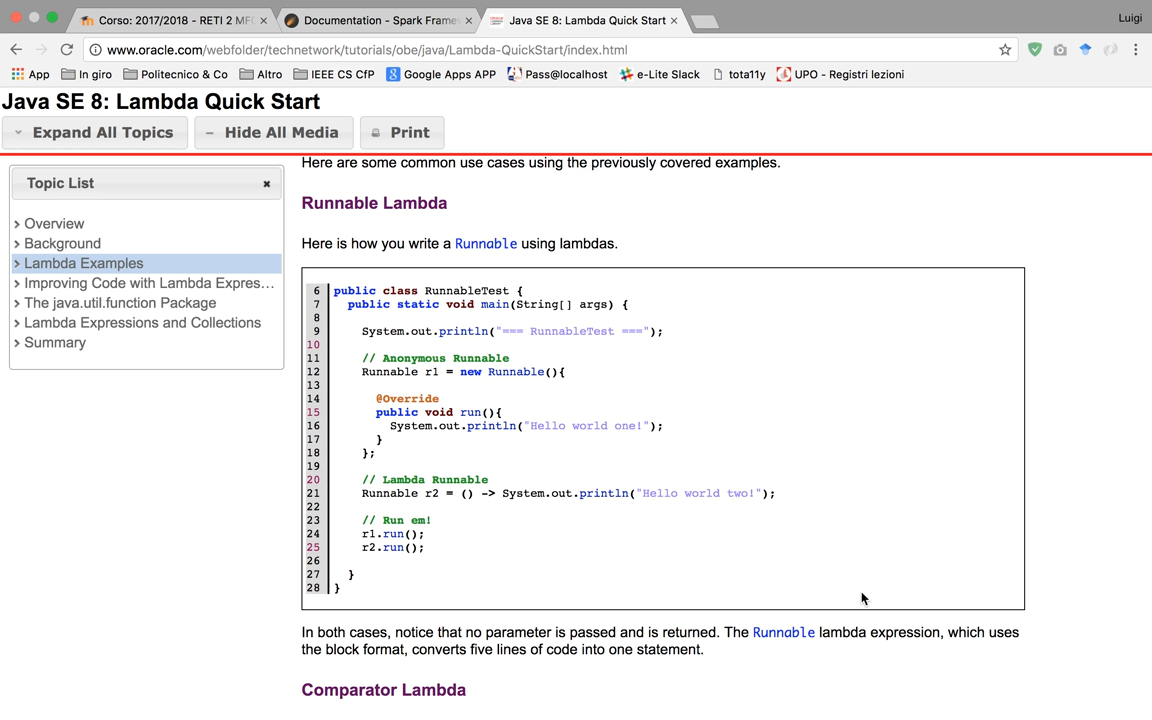 Corso: 2017/2018 - RETI 2 MFC
Documentation - Spark Frame
Java SE 8: Lambda Quick Start
Luigi
www.oracle.com/webfolder/technetwork/tutorials/obe/java/Lambda-QuickStart/index.html
App In giro Politecnico & Co Altro IEEE CS CfP Google Apps APP Pass@localhost e-Lite Slack tota11y UPO - Registri lezioni
Java SE 8: Lambda Quick Start
Expand All Topics
Hide All Media
Print
Topic List
Overview
Background
Lambda Examples
Improving Code with Lambda Expres...
The java.util.function Package
Lambda Expressions and Collections
Summary
Here are some common use cases using the previously covered examples.
Runnable Lambda
Here is how you write a Runnable using lambdas.
6 public class RunnableTest {
7 public static void main(String[] args) {
8
9 System.out.println("=== RunnableTest ===");
10
11 // Anonymous Runnable
12 Runnable r1 = new Runnable(){
13
14 @Override
15 public void run(){
16 System.out.println("Hello world one!");
17 }
18 };
19
20 // Lambda Runnable
21 Runnable r2 = () -> System.out.println("Hello world two!");
22
23 // Run em!
24 r1.run();
25 r2.run();
26
27 }
28 }
In both cases, notice that no parameter is passed and is returned. The Runnable lambda expression, which uses
the block format, converts five lines of code into one statement.
Comparator Lambda